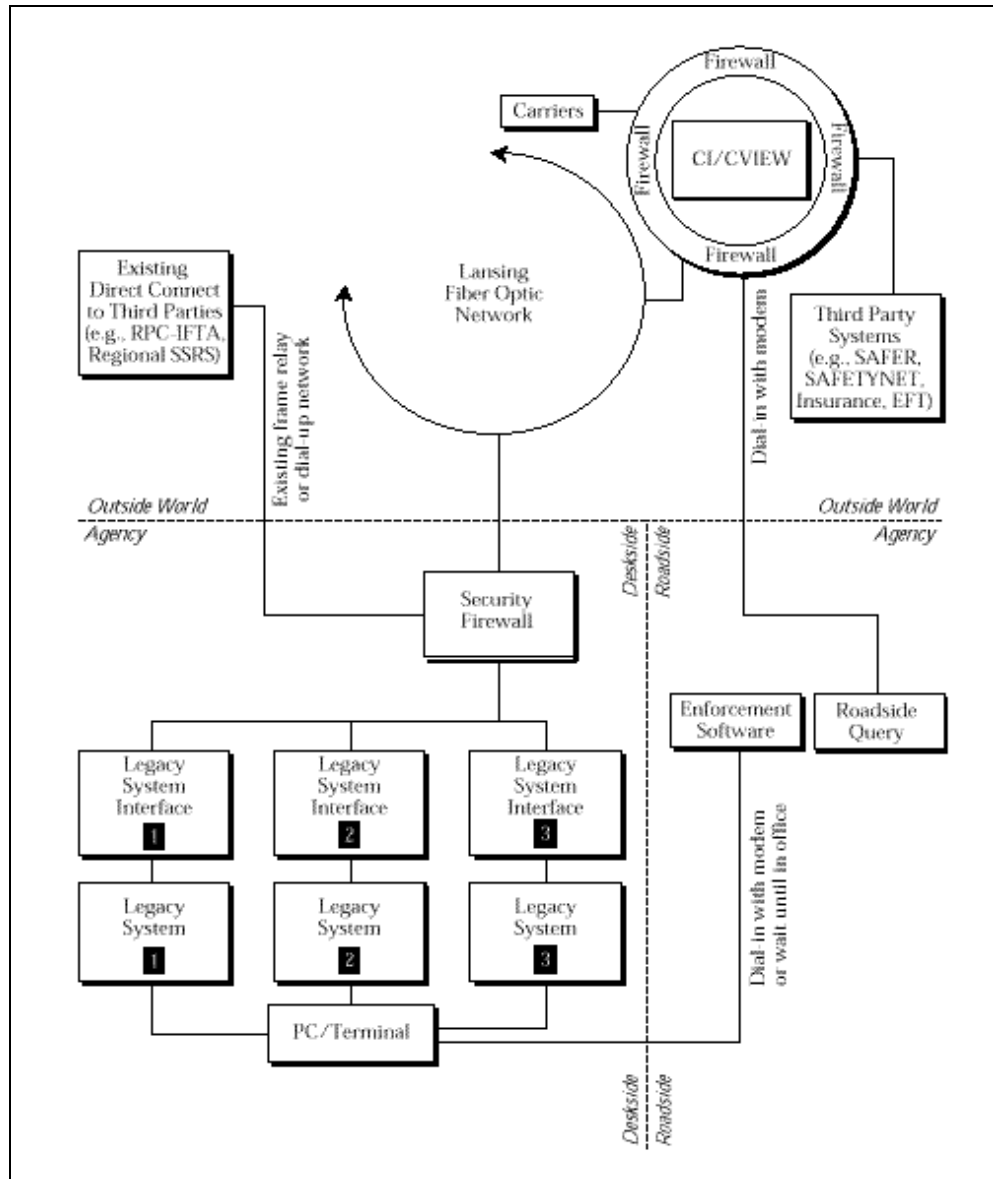 Firewall
Carriers
Firewall
CI/CVIEW
Firewall
Firewall
Existing
Direct Connect
to Third Parties
(e.g., RPC-IFTA,
Regional SSRS)
Lansing
Fiber Optic
Network
Third Party
Systems
(e.g., SAFER,
SAFETYNET,
Insurance, EFT)
Existing frame relay
or dial-up network
Dial-in with modem
Outside World
Agency
Outside World
Agency
Deskside
Roadside
Security
Firewall
Enforcement
Software
Roadside
Query
Legacy
System
Interface
1
Legacy
System
Interface
2
Legacy
System
Interface
3
Legacy
System
1
Legacy
System
2
Legacy
System
3
Dial-in with modem
or wait until in office
PC/Terminal
Deskside
Roadside